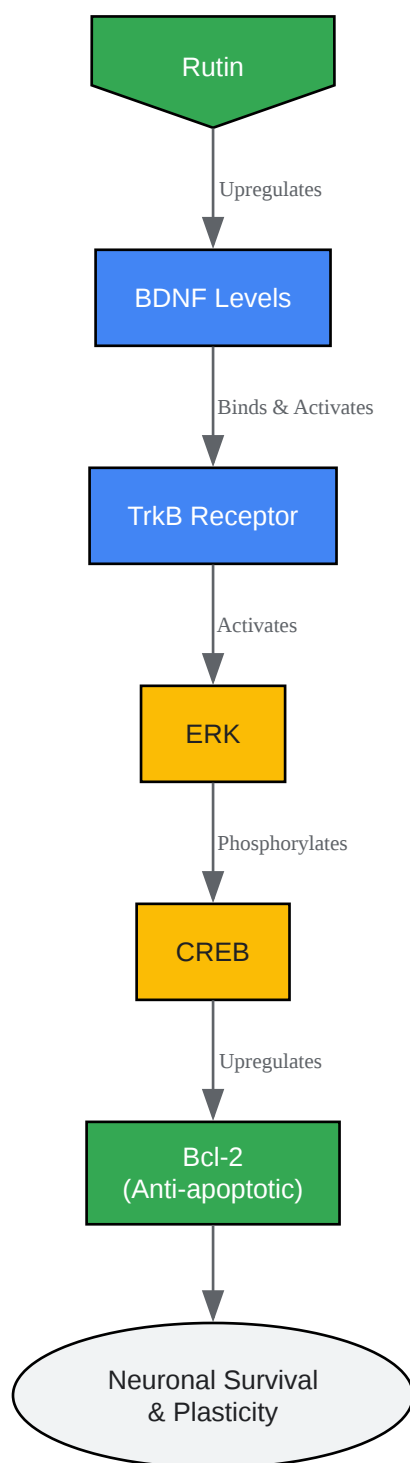 Rutin
Upregulates
BDNF Levels
Binds & Activates
TrkB Receptor
Activates
ERK
Phosphorylates
CREB
Upregulates
Bcl-2
(Anti-apoptotic)
Neuronal Survival
& Plasticity